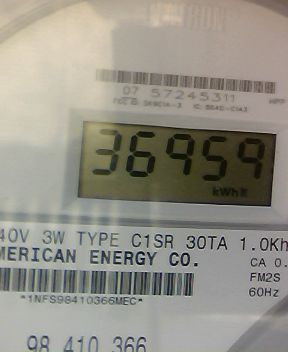 07 57245311
36959
kWh
40V 3W TYPE C1SR 30TA 1.0Kh
MERICAN ENERGY CO.
CA 0.
FM2S
60Hz
*1NFS98410366MEC*
98 410 366